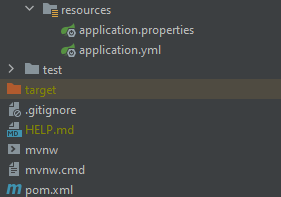 resources
application.properties
application.yml
test
target
.gitignore
HELP.md
mvnw
mvnw.cmd
pom.xml